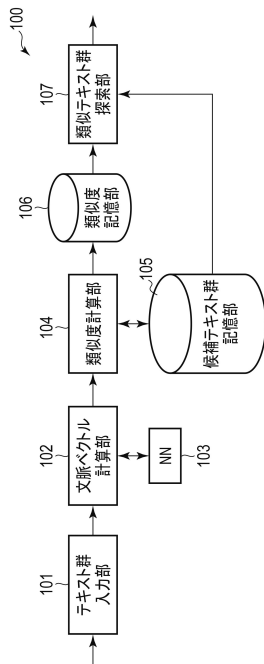 100
101
テキスト群
入力部
102
文脈ベクトル
計算部
NN
103
104
類似度計算部
105
候補テキスト群
記憶部
106
類似度
記憶部
107
類似テキスト群
探索部